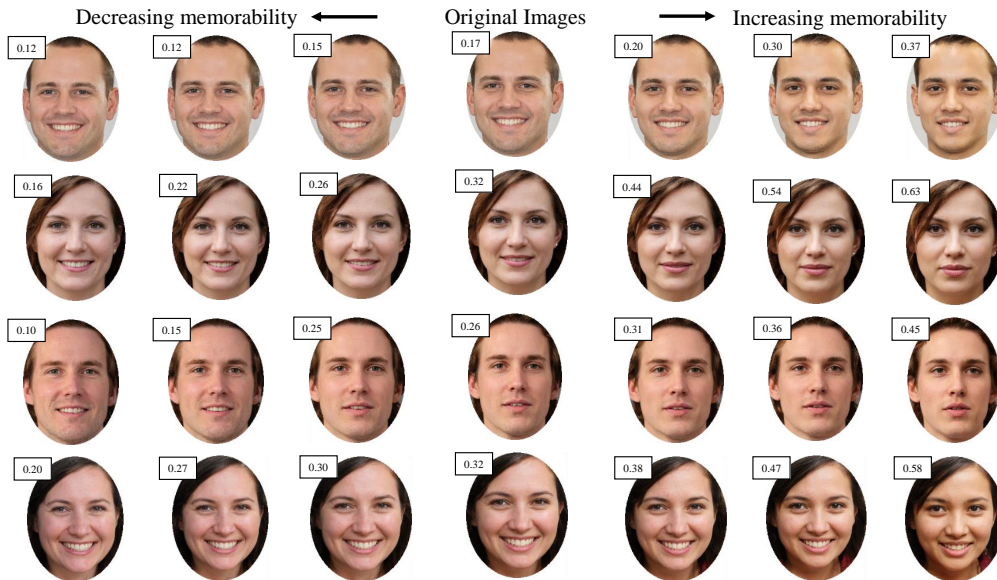 Decreasing memorability Original Images Increasing memorability
0.12 0.12 0.15 0.17 0.20 0.30 0.37
0.16 0.22 0.26 0.32 0.44 0.54 0.63
0.10 0.15 0.25 0.26 0.31 0.36 0.45
0.20 0.27 0.30 0.32 0.38 0.47 0.58